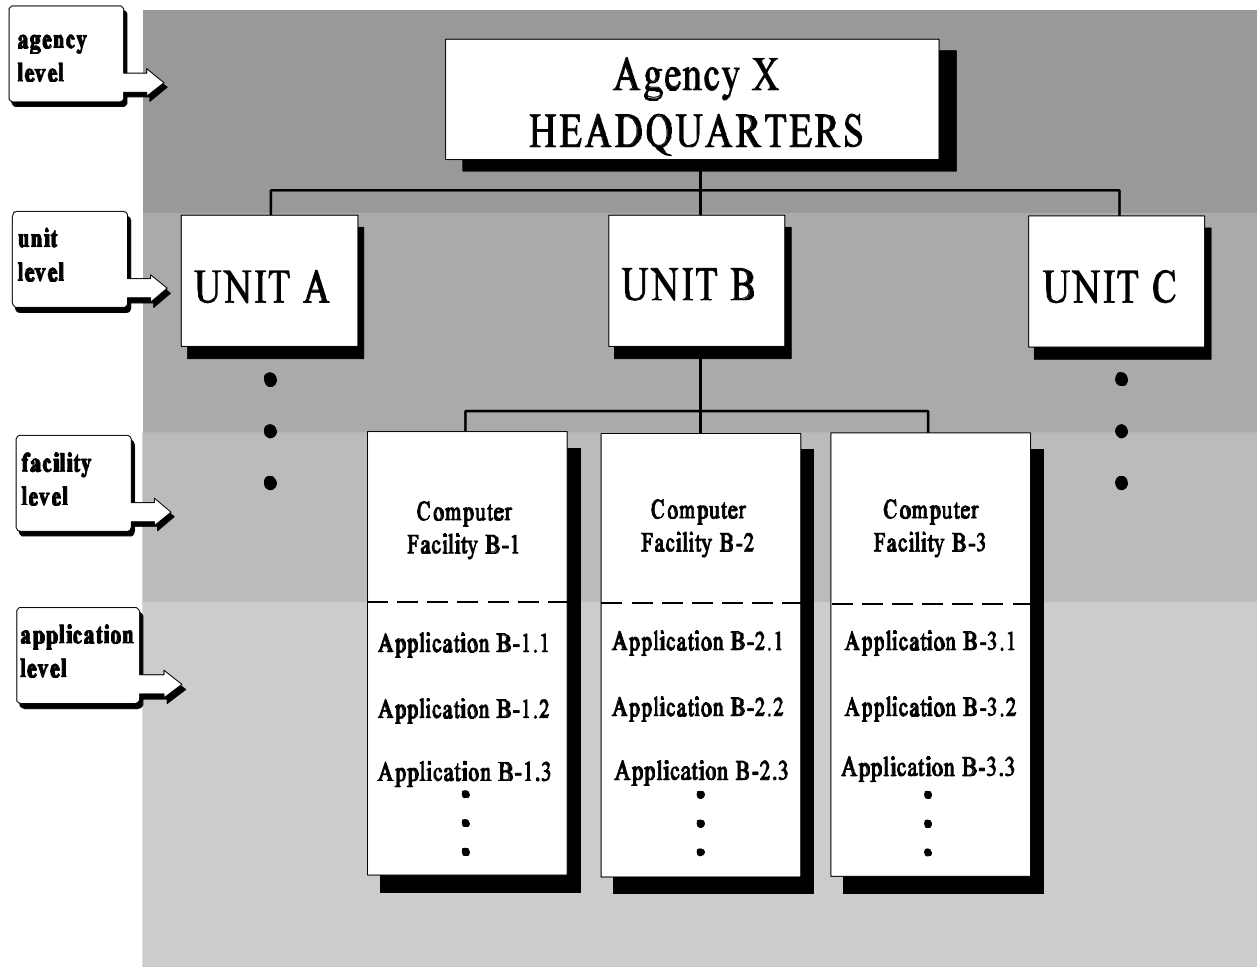 agency
level
Agency X
HEADQUARTERS
unit
level
UNIT A
UNIT B
UNIT C
facility
level
Computer
Facility B-1
Computer
Facility B-2
Computer
Facility B-3
application
level
Application B-1.1
Application B-1.2
Application B-1.3
Application B-2.1
Application B-2.2
Application B-2.3
Application B-3.1
Application B-3.2
Application B-3.3